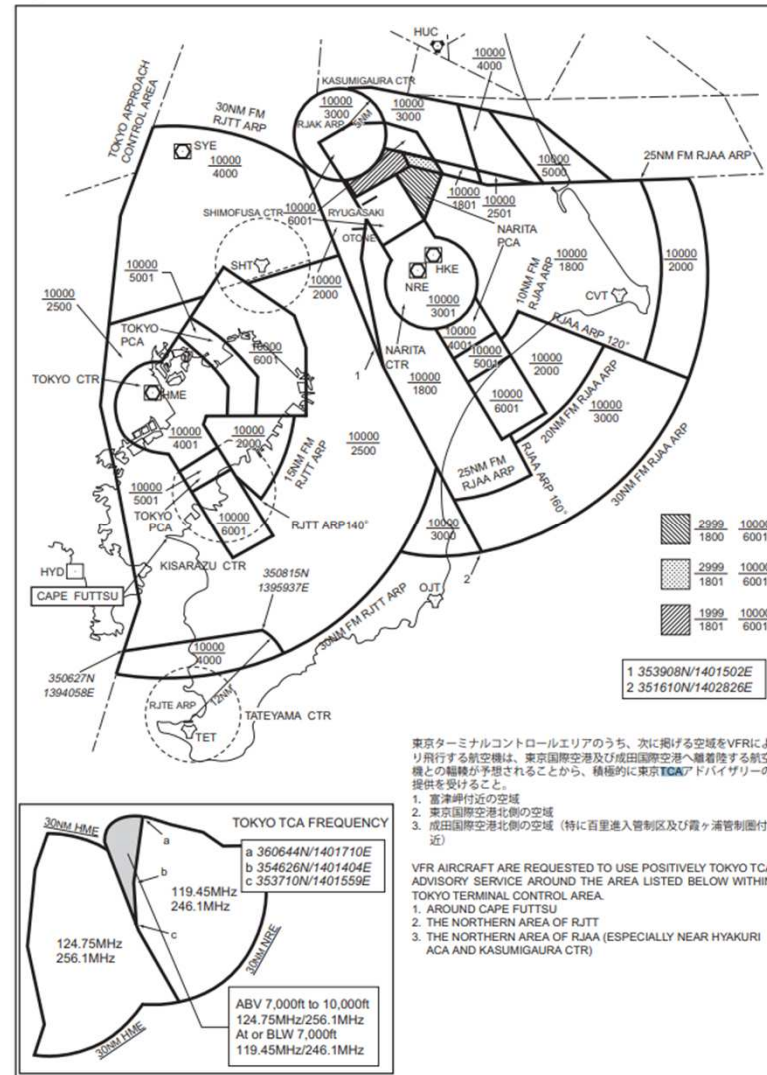 HUC
10000
4000
KASUMIGAURA CTR
TOKYO APPROACH
CONTROL AREA
30NM FM
RJTT ARP
10000
3000
RJAK ARP
5NM
10000
3000
SYE
10000
4000
10000
5000
25NM FM RJAA ARP
10000
1801
10000
2501
SHIMOFUSA CTR
10000
6001
RYUGASAKI
OTONE
NARITA
PCA
10000
5001
SHT
10000
2000
HKE
NRE
10000
3001
10000
1800
10NM FM
RJAA ARP
CVT
10000
2000
10000
2500
TOKYO
PCA
10000
6001
RJAA ARP 120°
10000
4001
10000
5001
NARITA
CTR
10000
1800
1
TOKYO CTR
HME
10000
4001
10000
2000
10000
2500
10000
6001
10000
2000
20NM FM RJAA ARP
10000
3000
30NM FM RJAA ARP
15NM FM
RJTT ARP
25NM FM
RJAA ARP
RJAA ARP 160°
10000
5001
TOKYO
PCA
10000
6001
RJTT ARP140°
10000
3000
2
2999
1800
10000
6001
2999
1801
10000
6001
1999
1801
10000
6001
HYD
KISARAZU CTR
CAPE FUTTSU
350815N
1395937E
OJT
30NM FM RJTT ARP
10000
4000
350627N
1394058E
12NM
RJTE ARP
TATEYAMA CTR
TET
1 353908N/1401502E
2 351610N/1402826E
東京ターミナルコントロールエリアのうち、次に掲げる空域をVFRによ
り飛行する航空機は、東京国際空港及び成田国際空港へ離着陸する航空
機との輻輳が予想されることから、積極的に東京TCAアドバイザリーの
提供を受けること。
1. 富津岬付近の空域
2. 東京国際空港北側の空域
3. 成田国際空港北側の空域（特に百里進入管制区及び霞ヶ浦管制圏付
近）
VFR AIRCRAFT ARE REQUESTED TO USE POSITIVELY TOKYO TCA
ADVISORY SERVICE AROUND THE AREA LISTED BELOW WITHIN
TOKYO TERMINAL CONTROL AREA.
1. AROUND CAPE FUTTSU
2. THE NORTHERN AREA OF RJTT
3. THE NORTHERN AREA OF RJAA (ESPECIALLY NEAR HYAKURI
ACA AND KASUMIGAURA CTR)
30NM HME
TOKYO TCA FREQUENCY
a
a 360644N/1401710E
b 354626N/1401404E
c 353710N/1401559E
b
119.45MHz
246.1MHz
c
124.75MHz
256.1MHz
30NM NRE
30NM HME
ABV 7,000ft to 10,000ft
124.75MHz/256.1MHz
At or BLW 7,000ft
119.45MHz/246.1MHz